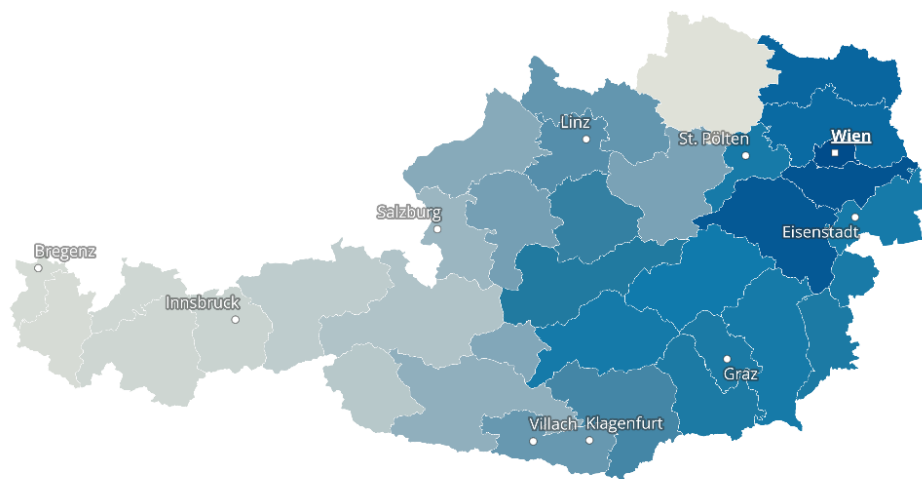 Linz
St. Pölten
Wien
Salzburg
Eisenstadt
Bregenz
Innsbruck
Graz
Villach
Klagenfurt